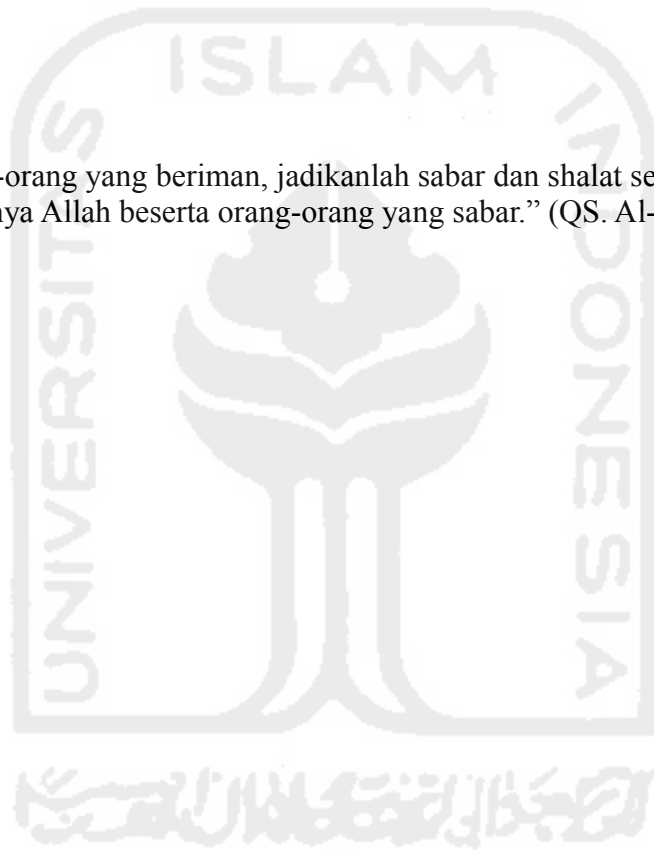 ISLAM
-orang yang beriman, jadikanlah sabar dan shalat se
nya Allah beserta orang-orang yang sabar.” (QS. Al-
UNIVERSITAS
INDONESIA